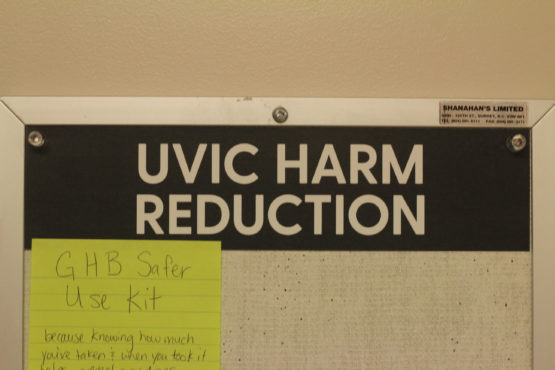 SHANAHAN'S LIMITED
UVIC HARM
REDUCTION
GHB Safer
Use Kit
because knowing how much
you've taken & when you took it